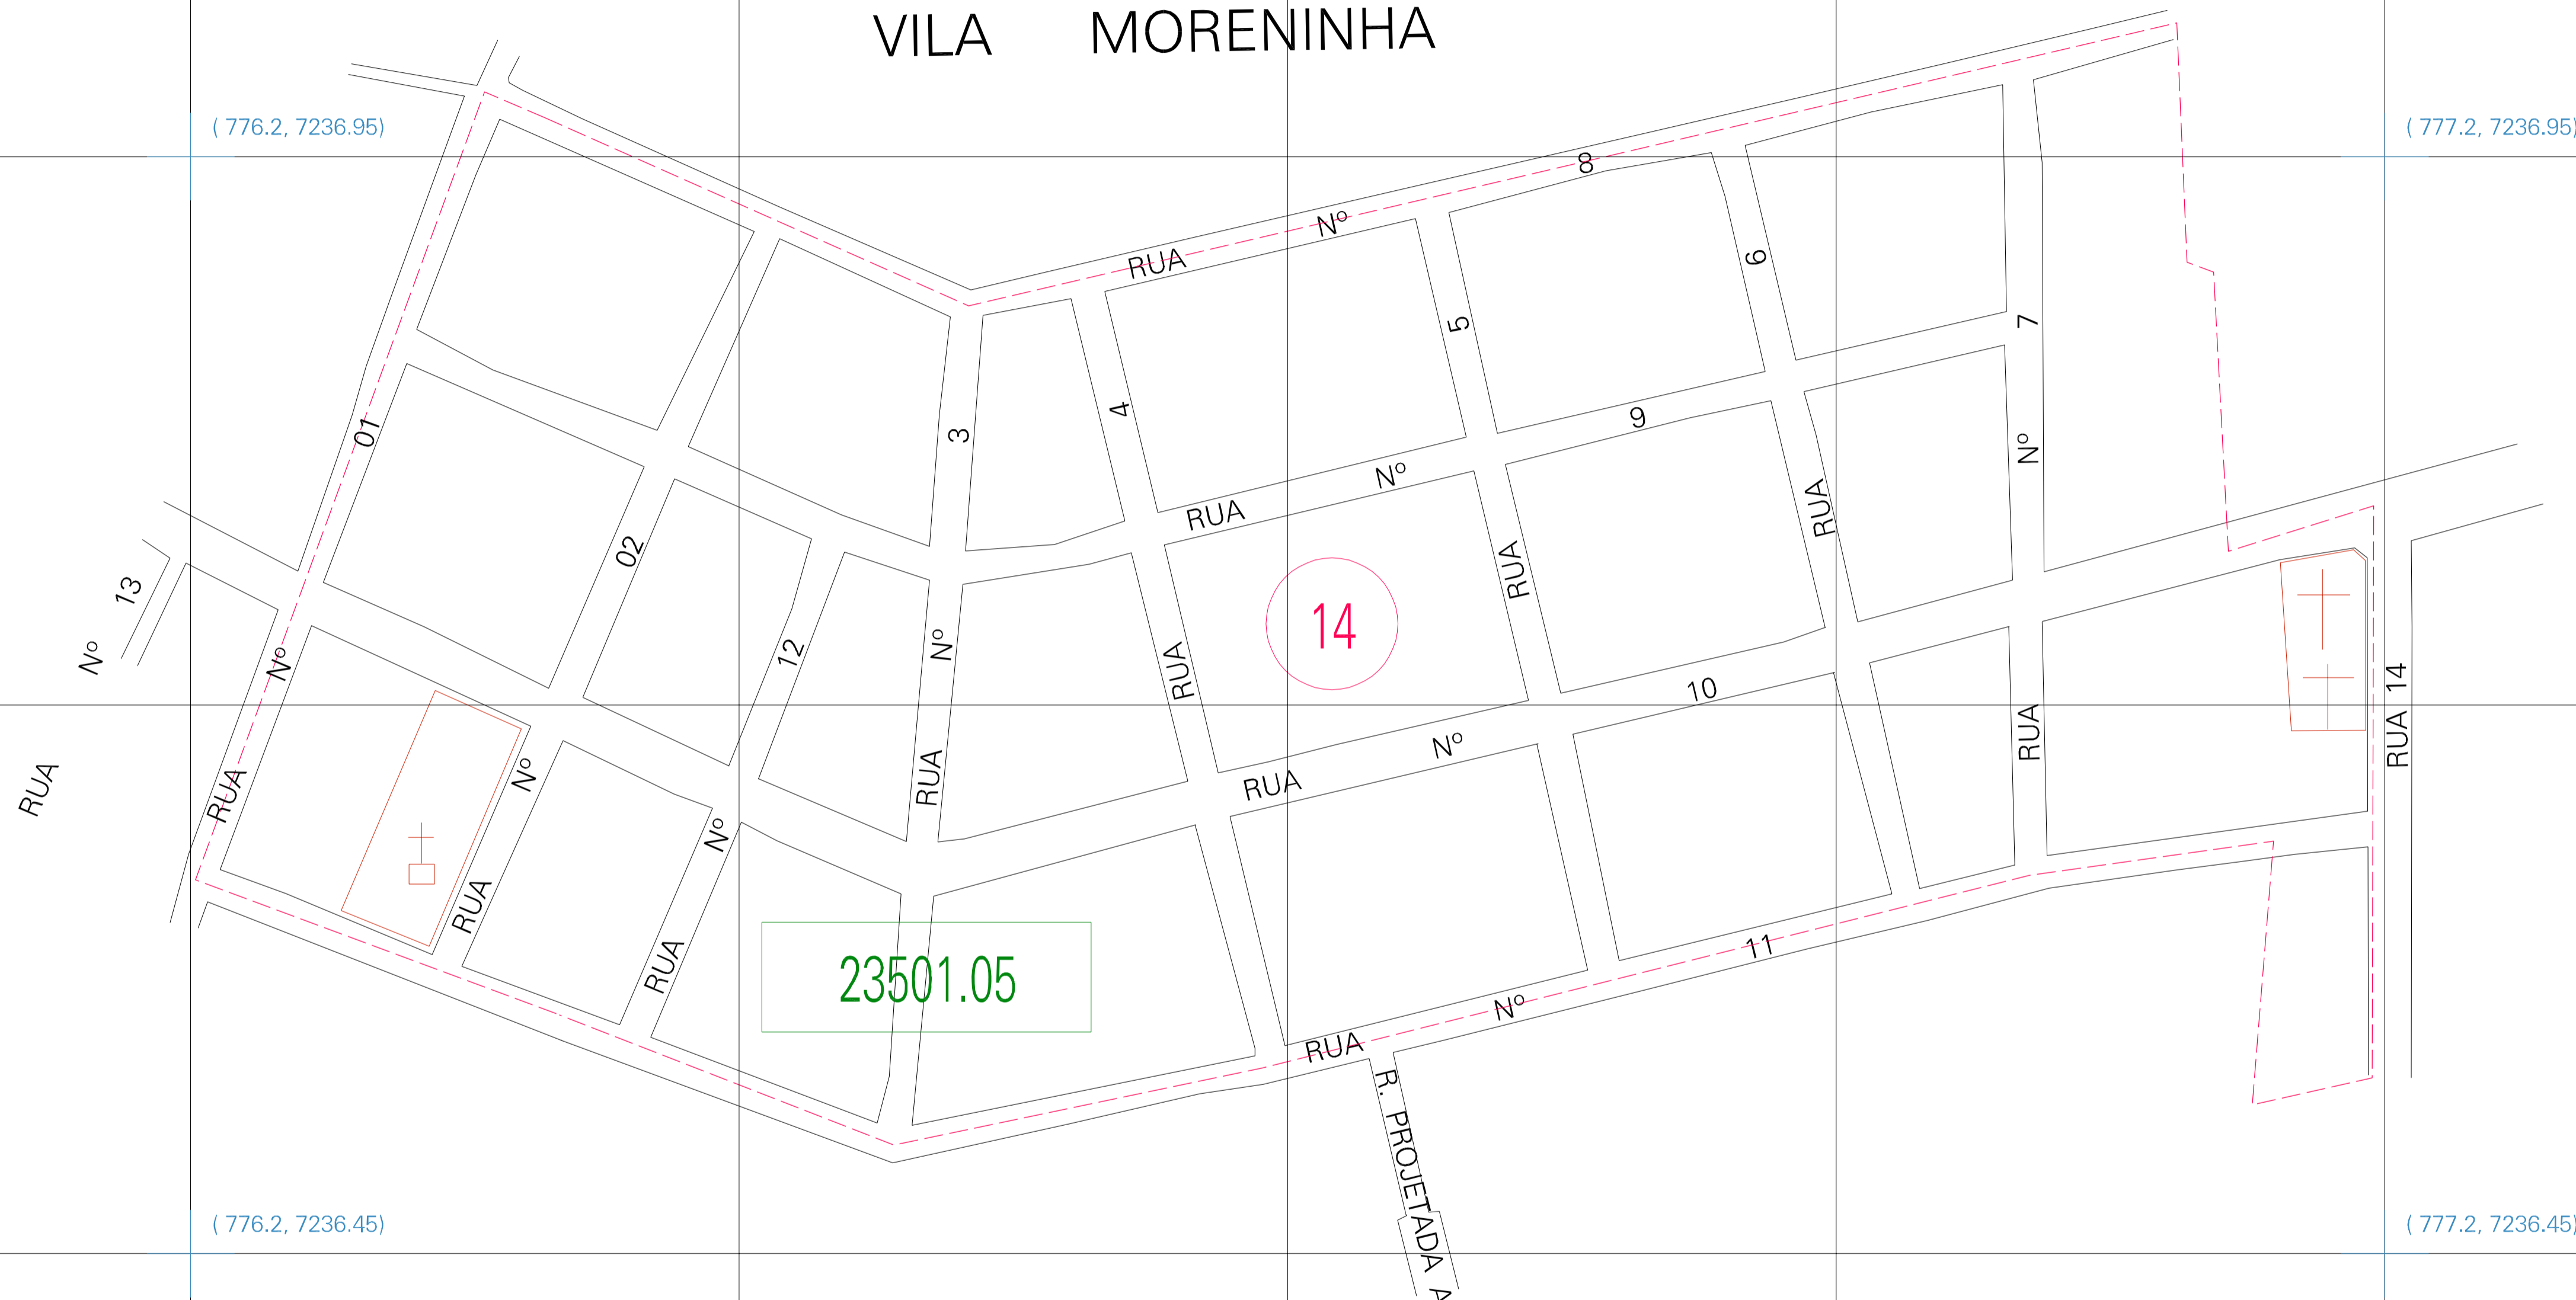 VILA MORENINHA
( 776.2, 7236.95)
( 777.2, 7236.95)
RUA Nº 8
RUA Nº 01
RUA Nº 02
RUA Nº 3
RUA 4
RUA 5
RUA 6
RUA Nº 7
RUA Nº 9
RUA Nº 13
RUA Nº 12
14
RUA Nº 10
RUA 14
23501.05
RUA Nº 11
R. PROJETADA A
( 776.2, 7236.45)
( 777.2, 7236.45)